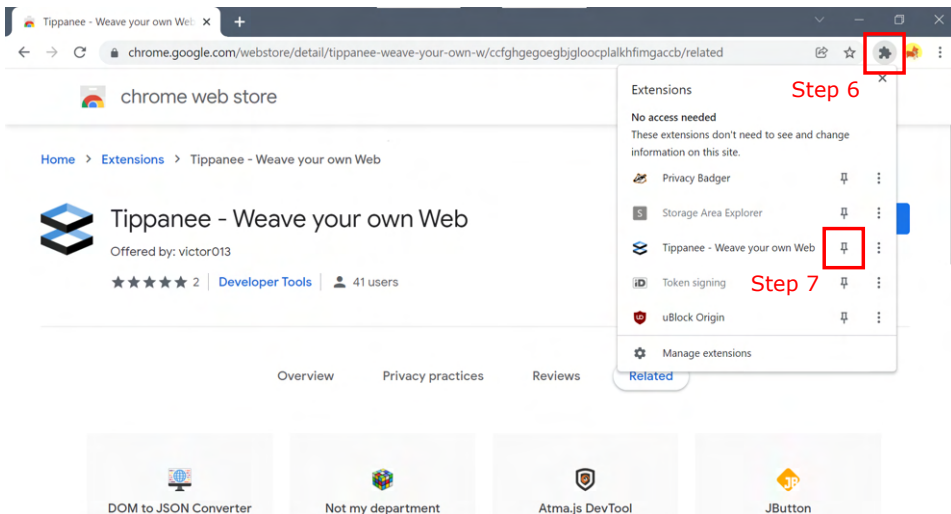 Tippanee - Weave your own Web
chrome.google.com/webstore/detail/tippanee-weave-your-own-w/ccfghgegoegbjgloocplalkhfimgaccb/related
chrome web store
Extensions
Step 6
No access needed
These extensions don't need to see and change
information on this site.
Privacy Badger
S Storage Area Explorer
Tippanee - Weave your own Web
iD Token signing
Step 7
uBlock Origin
Manage extensions
Home > Extensions > Tippanee - Weave your own Web
Tippanee - Weave your own Web
Offered by: victor013
2 Developer Tools 41 users
Overview Privacy practices Reviews Related
DOM to JSON Converter
Not my department
Atma.js DevTool
JB
JButton